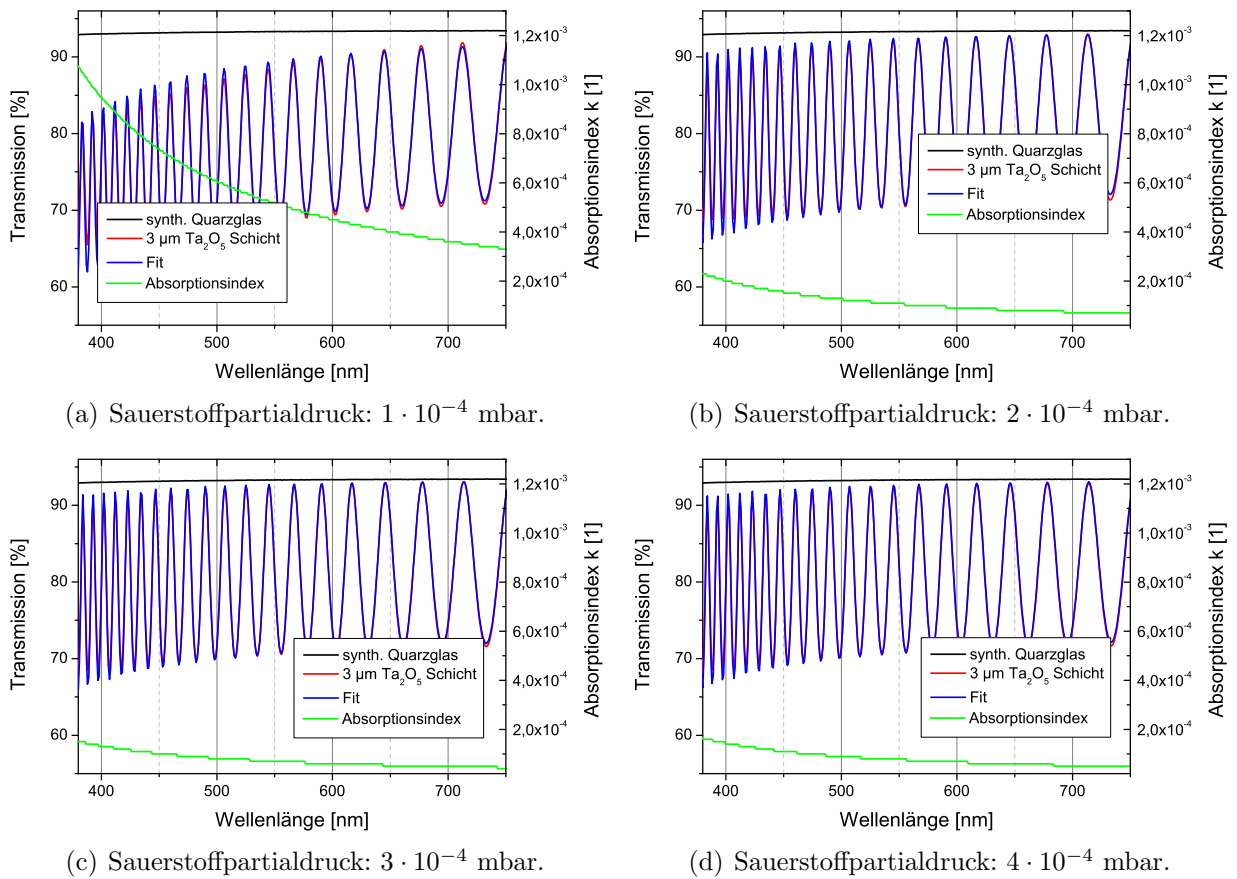 90
80
70
60
Transmission [%]
1,2x10⁻³
1,0x10⁻³
8,0x10⁻⁴
6,0x10⁻⁴
4,0x10⁻⁴
2,0x10⁻⁴
Absorptionsindex k [1]
synth. Quarzglas
3 µm Ta₂O₅ Schicht
Fit
Absorptionsindex
400 500 600 700
Wellenlänge [nm]
(a) Sauerstoffpartialdruck: 1 · 10⁻⁴ mbar.
90
80
70
60
Transmission [%]
1,2x10⁻³
1,0x10⁻³
8,0x10⁻⁴
6,0x10⁻⁴
4,0x10⁻⁴
2,0x10⁻⁴
Absorptionsindex k [1]
synth. Quarzglas
3 µm Ta₂O₅ Schicht
Fit
Absorptionsindex
400 500 600 700
Wellenlänge [nm]
(b) Sauerstoffpartialdruck: 2 · 10⁻⁴ mbar.
90
80
70
60
Transmission [%]
1,2x10⁻³
1,0x10⁻³
8,0x10⁻⁴
6,0x10⁻⁴
4,0x10⁻⁴
2,0x10⁻⁴
Absorptionsindex k [1]
synth. Quarzglas
3 µm Ta₂O₅ Schicht
Fit
Absorptionsindex
400 500 600 700
Wellenlänge [nm]
(c) Sauerstoffpartialdruck: 3 · 10⁻⁴ mbar.
90
80
70
60
Transmission [%]
1,2x10⁻³
1,0x10⁻³
8,0x10⁻⁴
6,0x10⁻⁴
4,0x10⁻⁴
2,0x10⁻⁴
Absorptionsindex k [1]
synth. Quarzglas
3 µm Ta₂O₅ Schicht
Fit
Absorptionsindex
400 500 600 700
Wellenlänge [nm]
(d) Sauerstoffpartialdruck: 4 · 10⁻⁴ mbar.